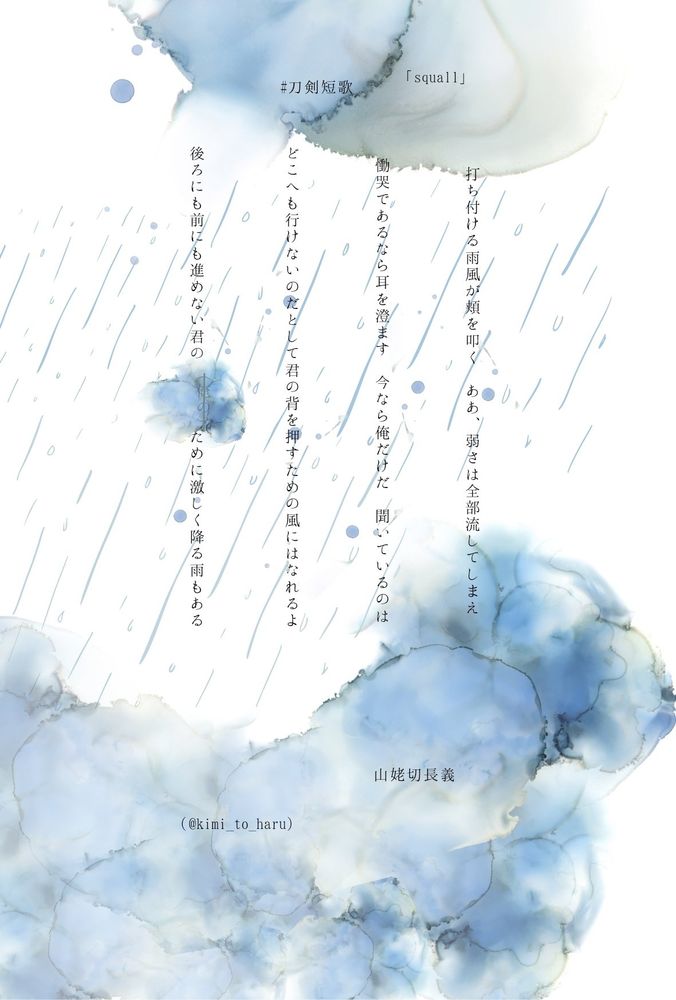 #刀剣短歌
「squall」
打ち付ける雨風が頬を叩く　ああ、弱さは全部流してしまえ
慟哭であるなら耳を澄ます　今なら俺だけだ　聞いているのは
どこへも行けないのだとして君の背を押すための風にはなれるよ
後ろにも前にも進めない君の　俺の　ために激しく降る雨もある
山姥切長義
(@kimi_to_haru)